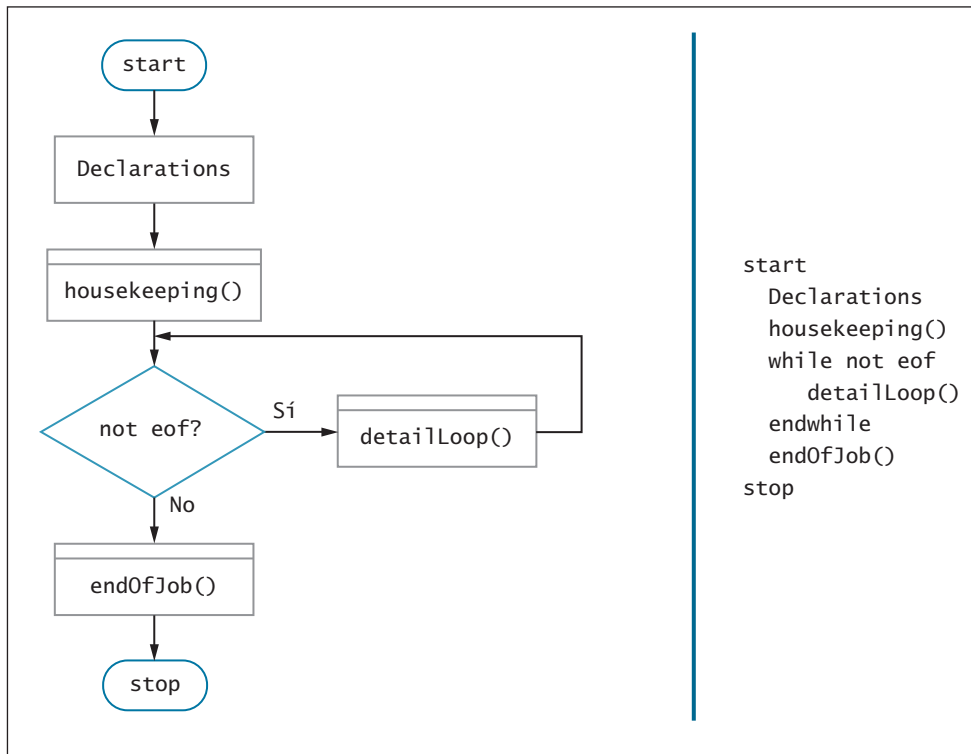 start
Declarations
housekeeping()
not eof?
Sí
detailLoop()
No
endOfJob()
stop
start
Declarations
housekeeping()
while not eof
detailLoop()
endwhile
endOfJob()
stop